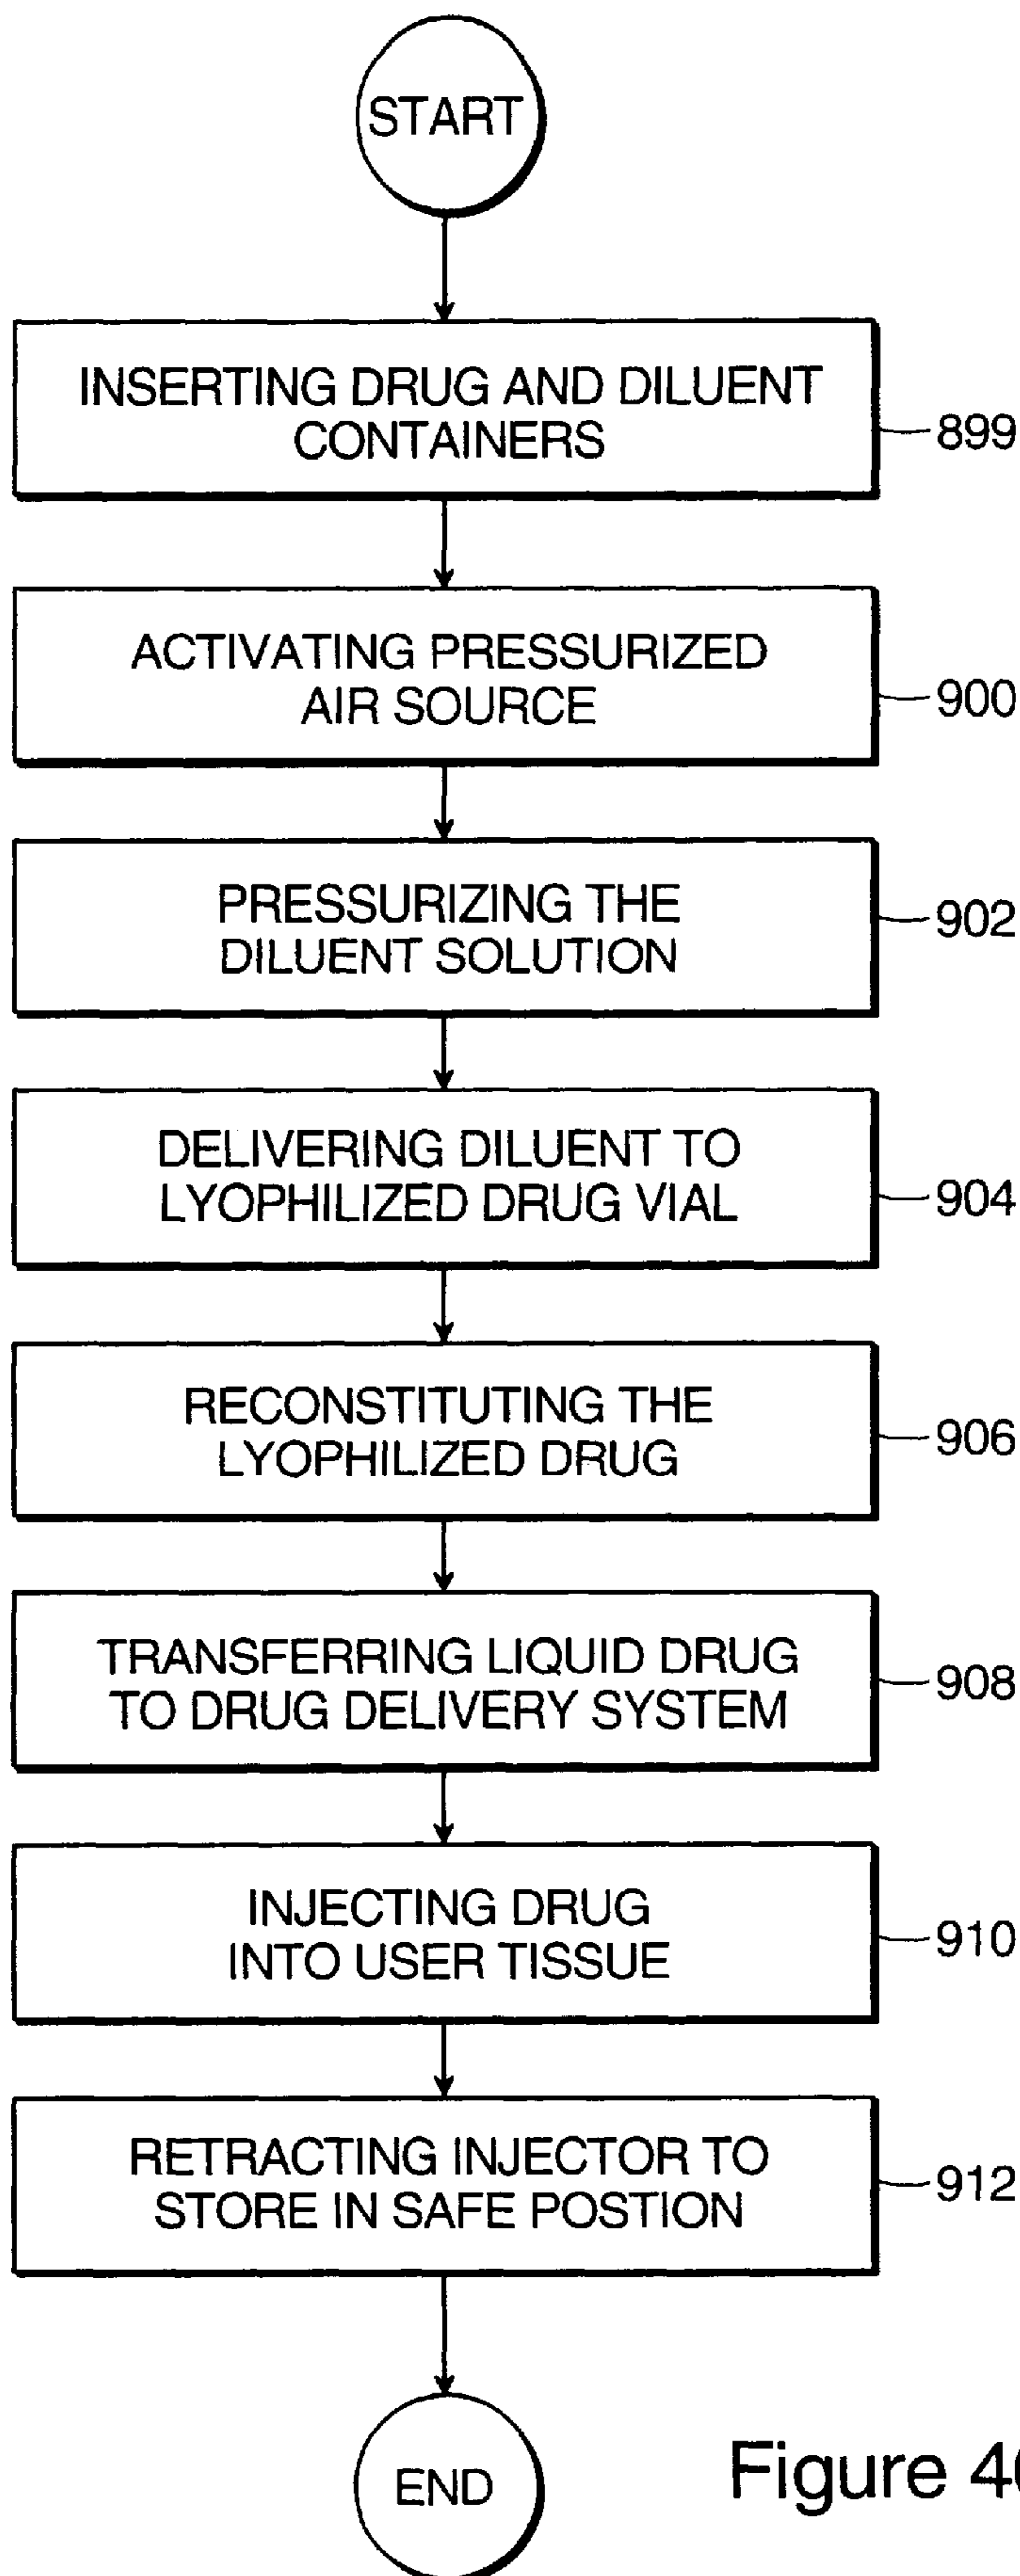 START
INSERTING DRUG AND DILUENT
CONTAINERS
899
ACTIVATING PRESSURIZED
AIR SOURCE
900
PRESSURIZING THE
DILUENT SOLUTION
902
DELIVERING DILUENT TO
LYOPHILIZED DRUG VIAL
904
RECONSTITUTING THE
LYOPHILIZED DRUG
906
TRANSFERRING LIQUID DRUG
TO DRUG DELIVERY SYSTEM
908
INJECTING DRUG
INTO USER TISSUE
910
RETRACTING INJECTOR TO
STORE IN SAFE POSTION
912
END
Figure